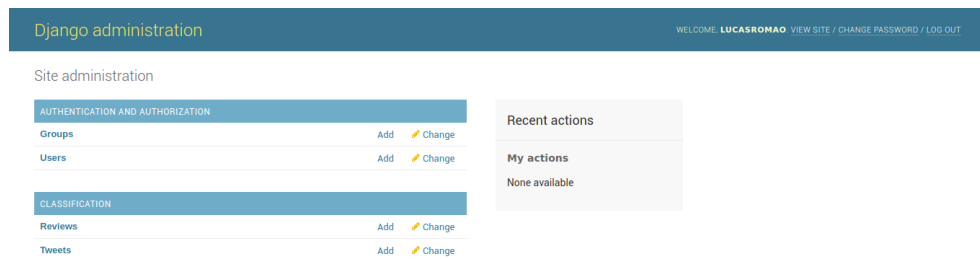 Django administration
WELCOME, LUCASROMAO. VIEW SITE / CHANGE PASSWORD / LOG OUT
Site administration
AUTHENTICATION AND AUTHORIZATION
Groups Add Change
Users Add Change
CLASSIFICATION
Reviews Add Change
Tweets Add Change
Recent actions
My actions
None available